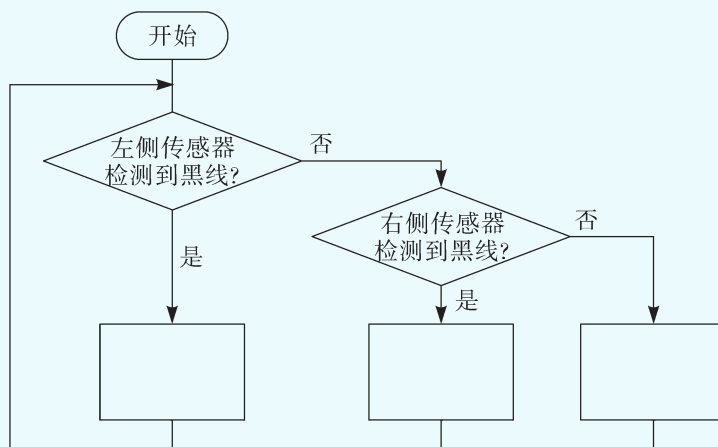 开始
左侧传感器
检测到黑线?
否
右侧传感器
检测到黑线?
否
是
是